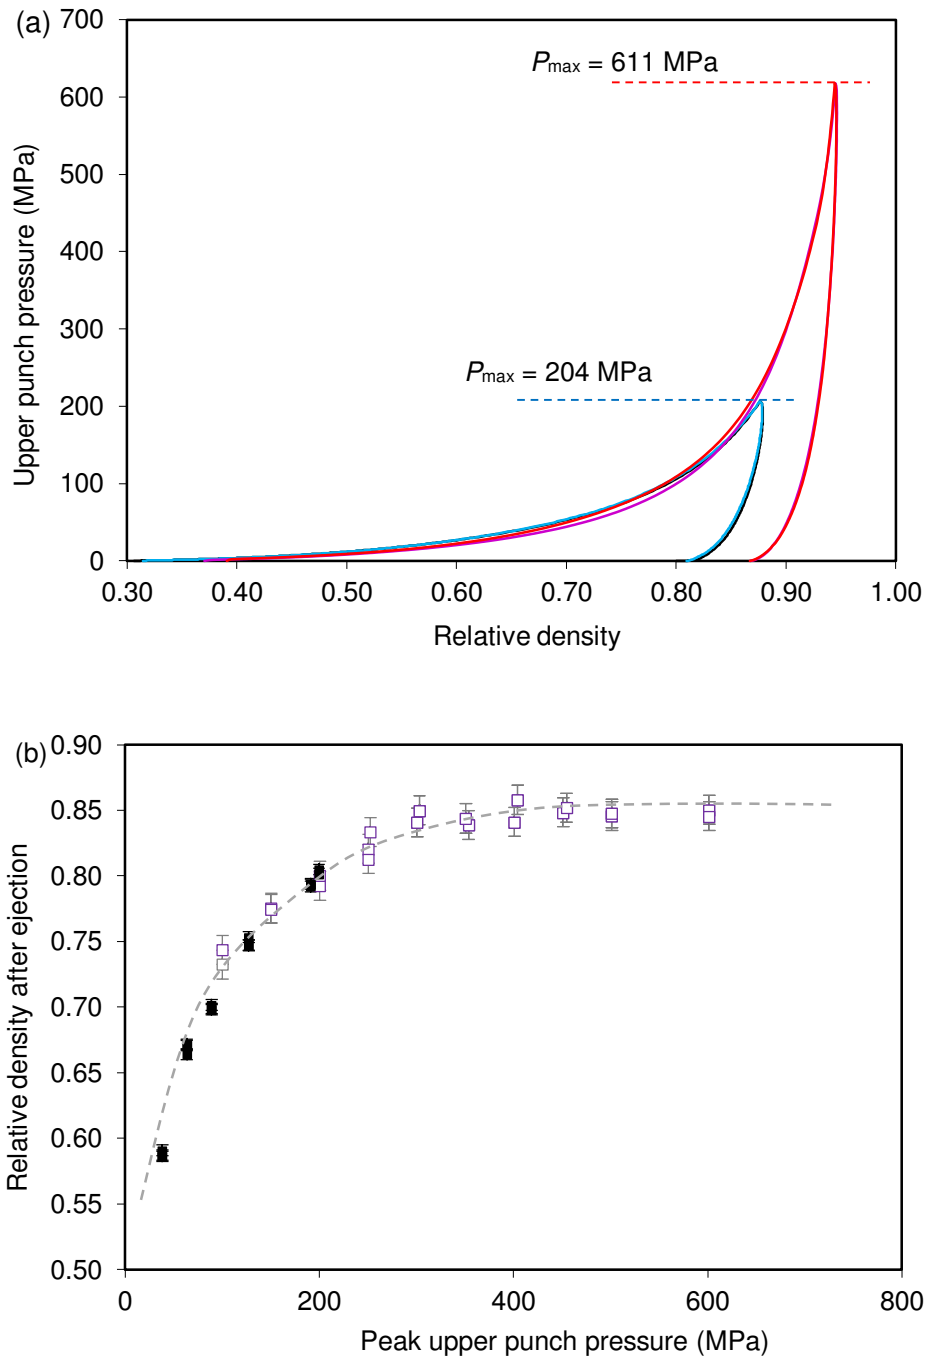 (a)
700
600
500
400
300
200
100
0
Upper punch pressure (MPa)
Pmax = 611 MPa
Pmax = 204 MPa
0.30 0.40 0.50 0.60 0.70 0.80 0.90 1.00
Relative density
(b)
0.90
0.85
0.80
0.75
0.70
0.65
0.60
0.55
0.50
Relative density after ejection
0 200 400 600 800
Peak upper punch pressure (MPa)